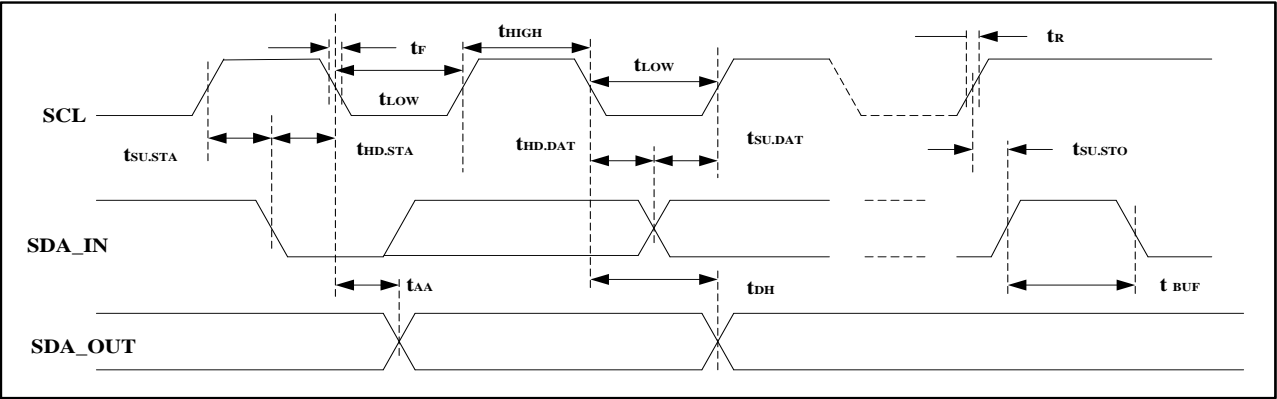 tF
tHIGH
tR
tLOW
tLOW
SCL
tSU.STA
tHD.STA
tHD.DAT
tSU.DAT
tSU.STO
SDA_IN
tAA
tDH
t BUF
SDA_OUT